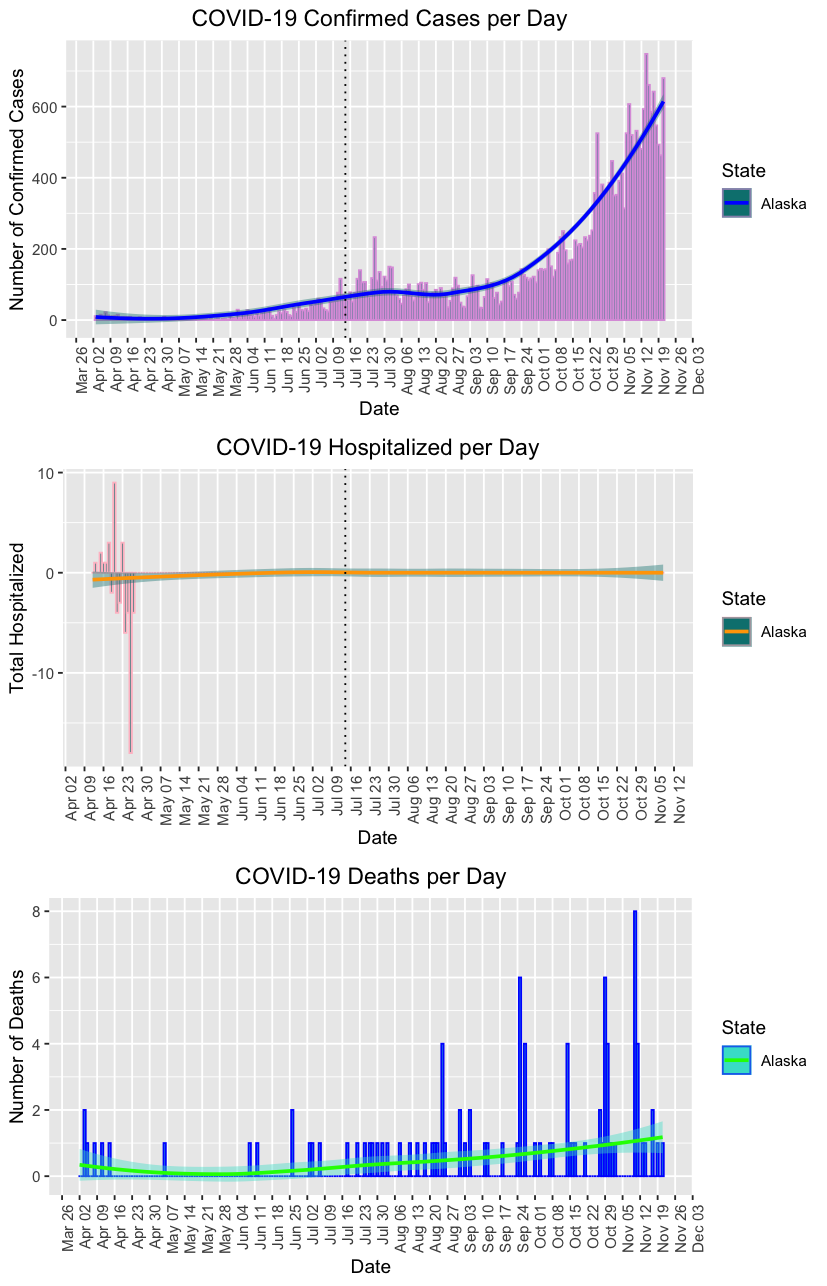 COVID-19 Confirmed Cases per Day
Number of Confirmed Cases
600
400
200
0
Mar 26
Apr 02
Apr 09
Apr 16
Apr 23
Apr 30
May 07
May 14
May 21
May 28
Jun 04
Jun 11
Jun 18
Jun 25
Jul 02
Jul 09
Jul 16
Jul 23
Jul 30
Aug 06
Aug 13
Aug 20
Aug 27
Sep 03
Sep 10
Sep 17
Sep 24
Oct 01
Oct 08
Oct 15
Oct 22
Oct 29
Nov 05
Nov 12
Nov 19
Nov 26
Dec 03
Date
State
Alaska
COVID-19 Hospitalized per Day
Total Hospitalized
10
0
-10
Apr 02
Apr 09
Apr 16
Apr 23
Apr 30
May 07
May 14
May 21
May 28
Jun 04
Jun 11
Jun 18
Jun 25
Jul 02
Jul 09
Jul 16
Jul 23
Jul 30
Aug 06
Aug 13
Aug 20
Aug 27
Sep 03
Sep 10
Sep 17
Sep 24
Oct 01
Oct 08
Oct 15
Oct 22
Oct 29
Nov 05
Nov 12
Date
State
Alaska
COVID-19 Deaths per Day
Number of Deaths
8
6
4
2
0
Mar 26
Apr 02
Apr 09
Apr 16
Apr 23
Apr 30
May 07
May 14
May 21
May 28
Jun 04
Jun 11
Jun 18
Jun 25
Jul 02
Jul 09
Jul 16
Jul 23
Jul 30
Aug 06
Aug 13
Aug 20
Aug 27
Sep 03
Sep 10
Sep 17
Sep 24
Oct 01
Oct 08
Oct 15
Oct 22
Oct 29
Nov 05
Nov 12
Nov 19
Nov 26
Dec 03
Date
State
Alaska